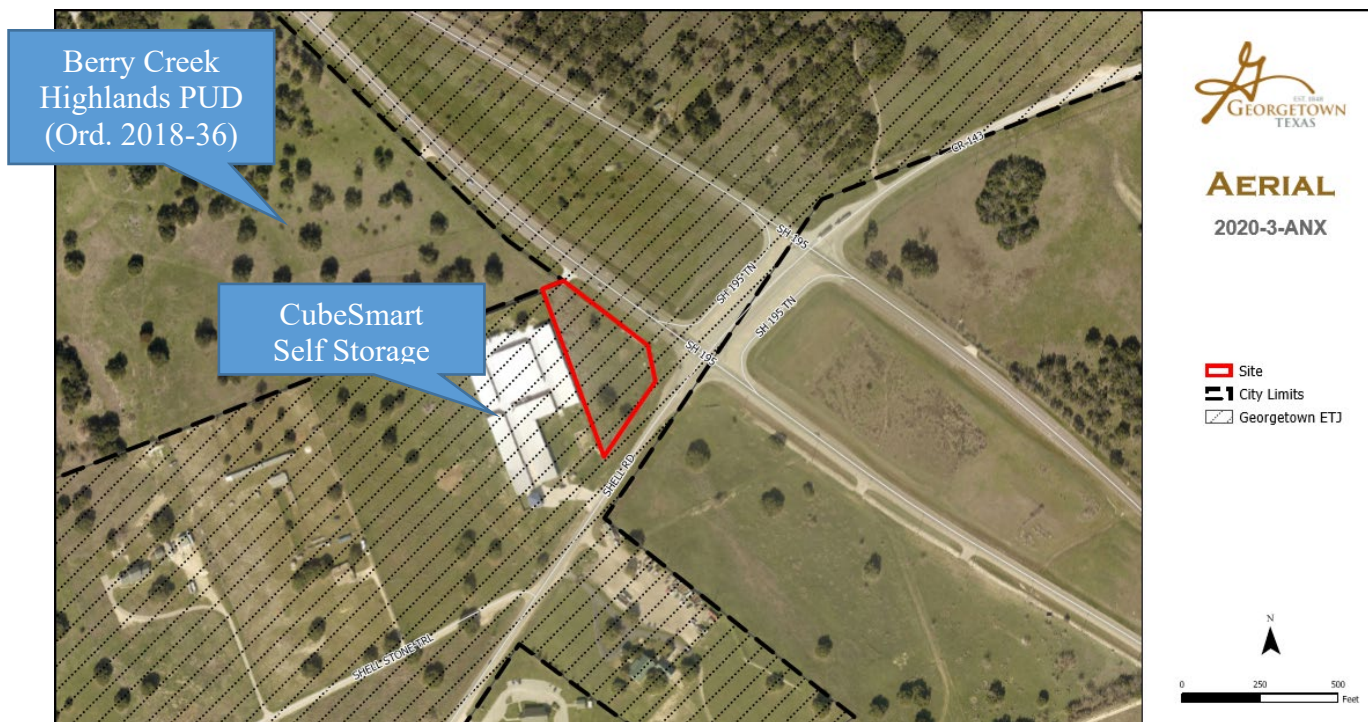 Berry Creek
Highlands PUD
(Ord. 2018-36)
CubeSmart
Self Storage
CR 143
SH 195
SH 195 TN
SH 195 TN
SH 195
SHELL RD
SHELL STONE TRL
EST. 1848
GEORGETOWN
TEXAS
AERIAL
2020-3-ANX
Site
City Limits
Georgetown ETJ
N
0 250 500
Feet